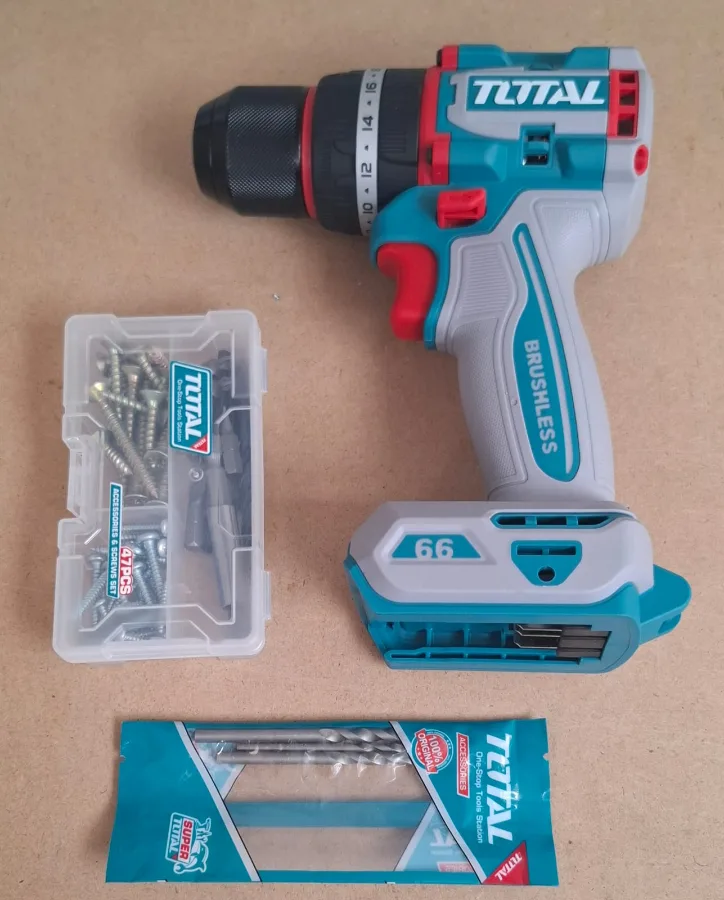 TOTAL
16
14
12
10
BRUSHLESS
66
TOTAL
One-Stop Tools Station
47PCS
ACCESSORIES & SCREWS SET
TOTAL
One-Stop Tools Station
ACCESSORIES
100%
ORIGINAL
SUPER
TOTAL
TOTAL